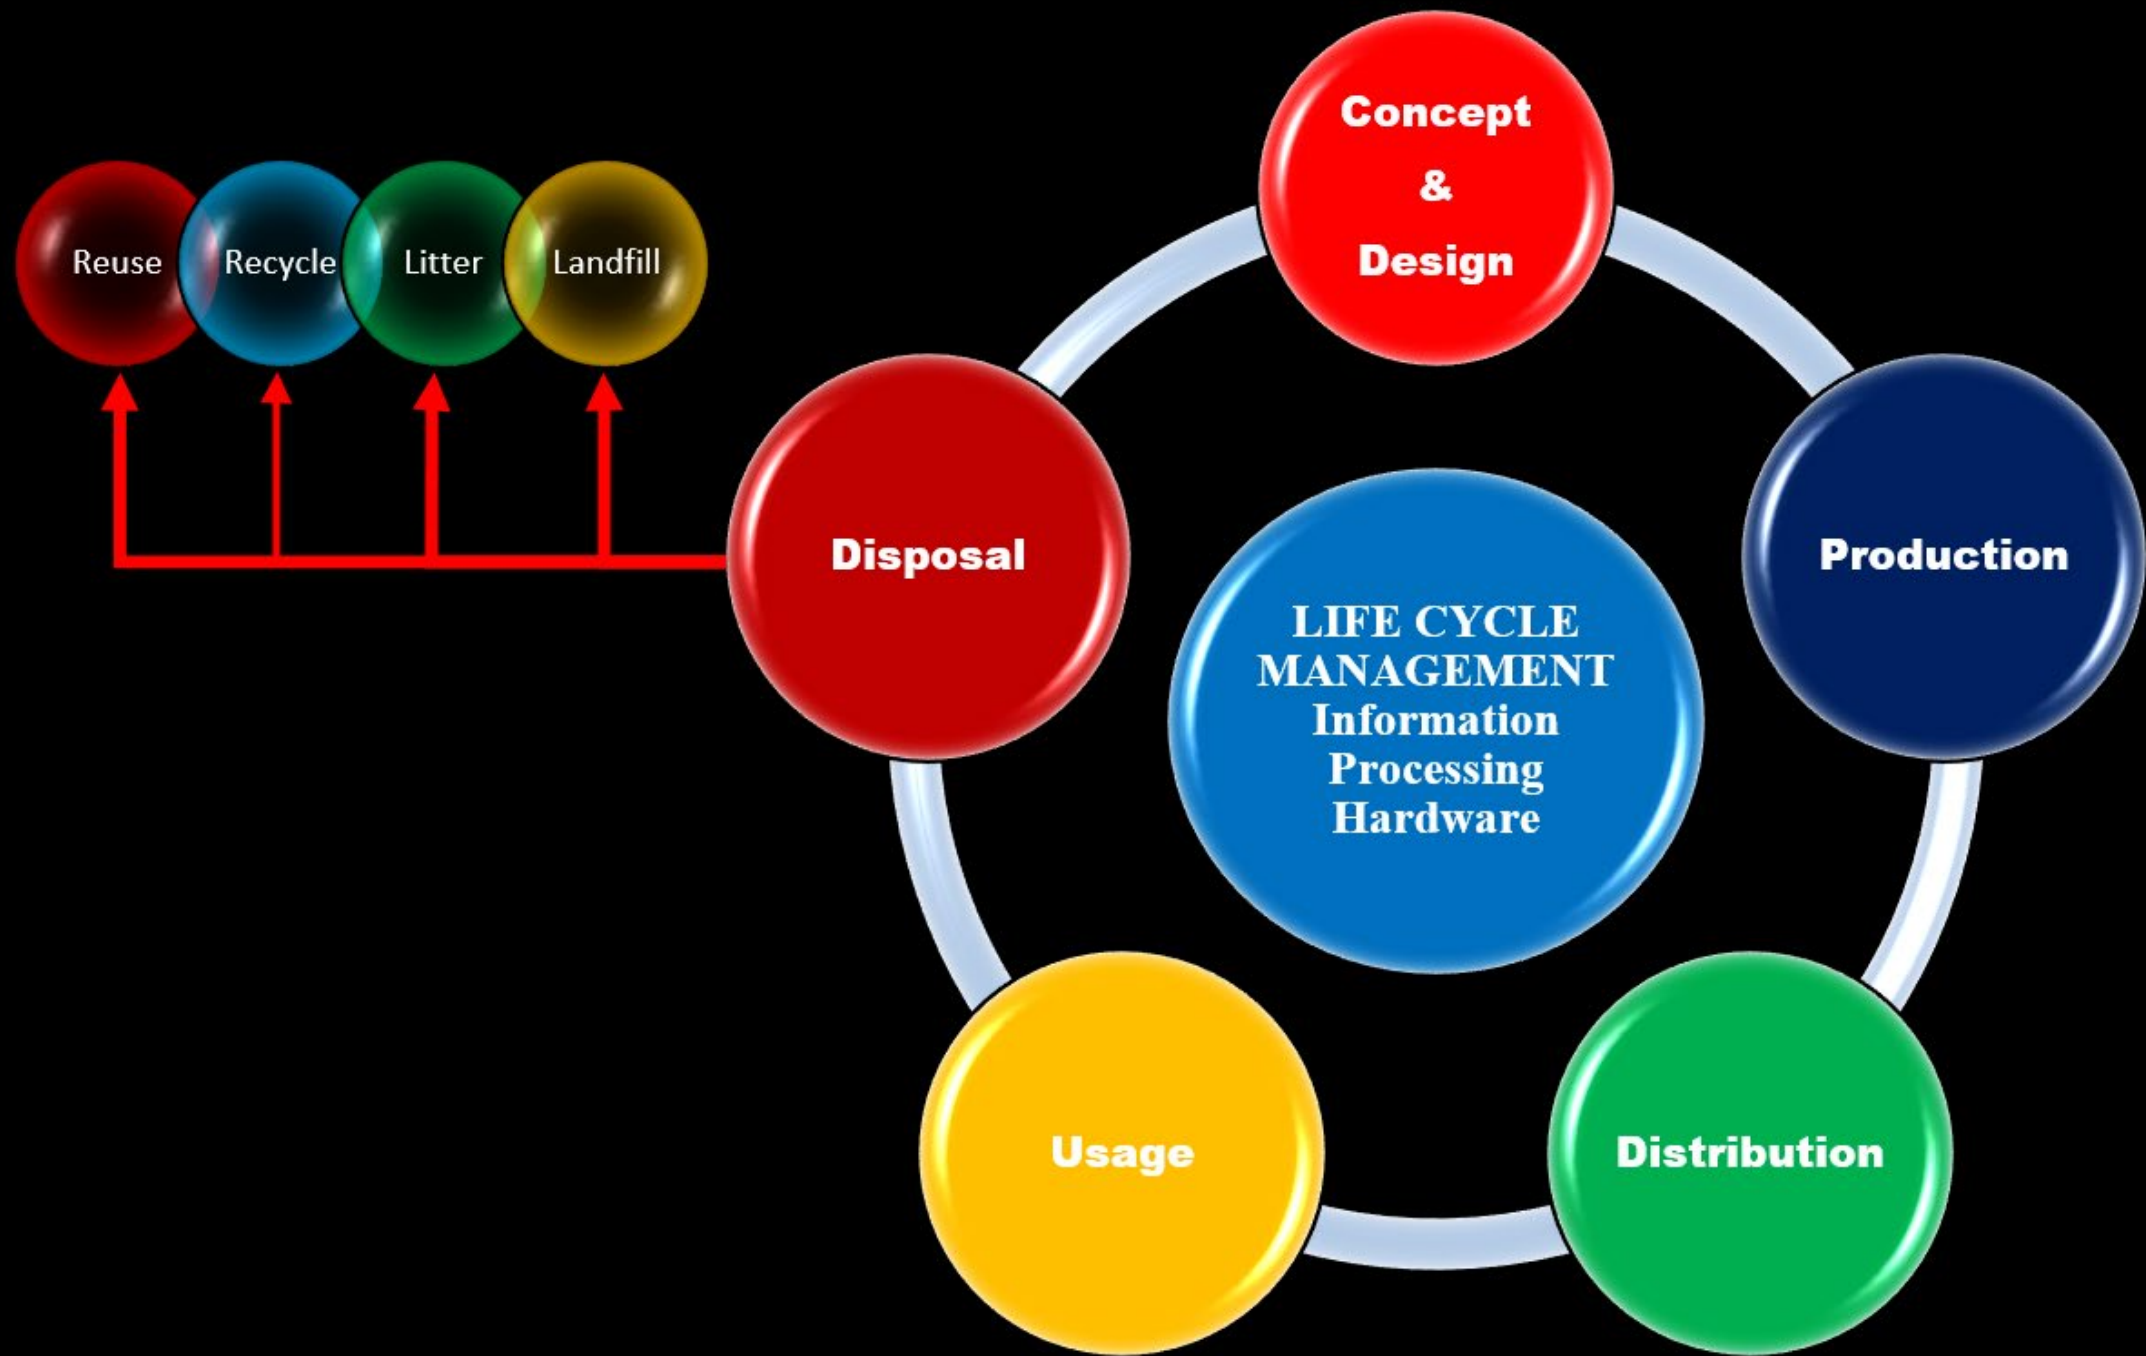 Concept
&
Design
Reuse
Recycle
Litter
Landfill
Disposal
Production
LIFE CYCLE
MANAGEMENT
Information
Processing
Hardware
Usage
Distribution